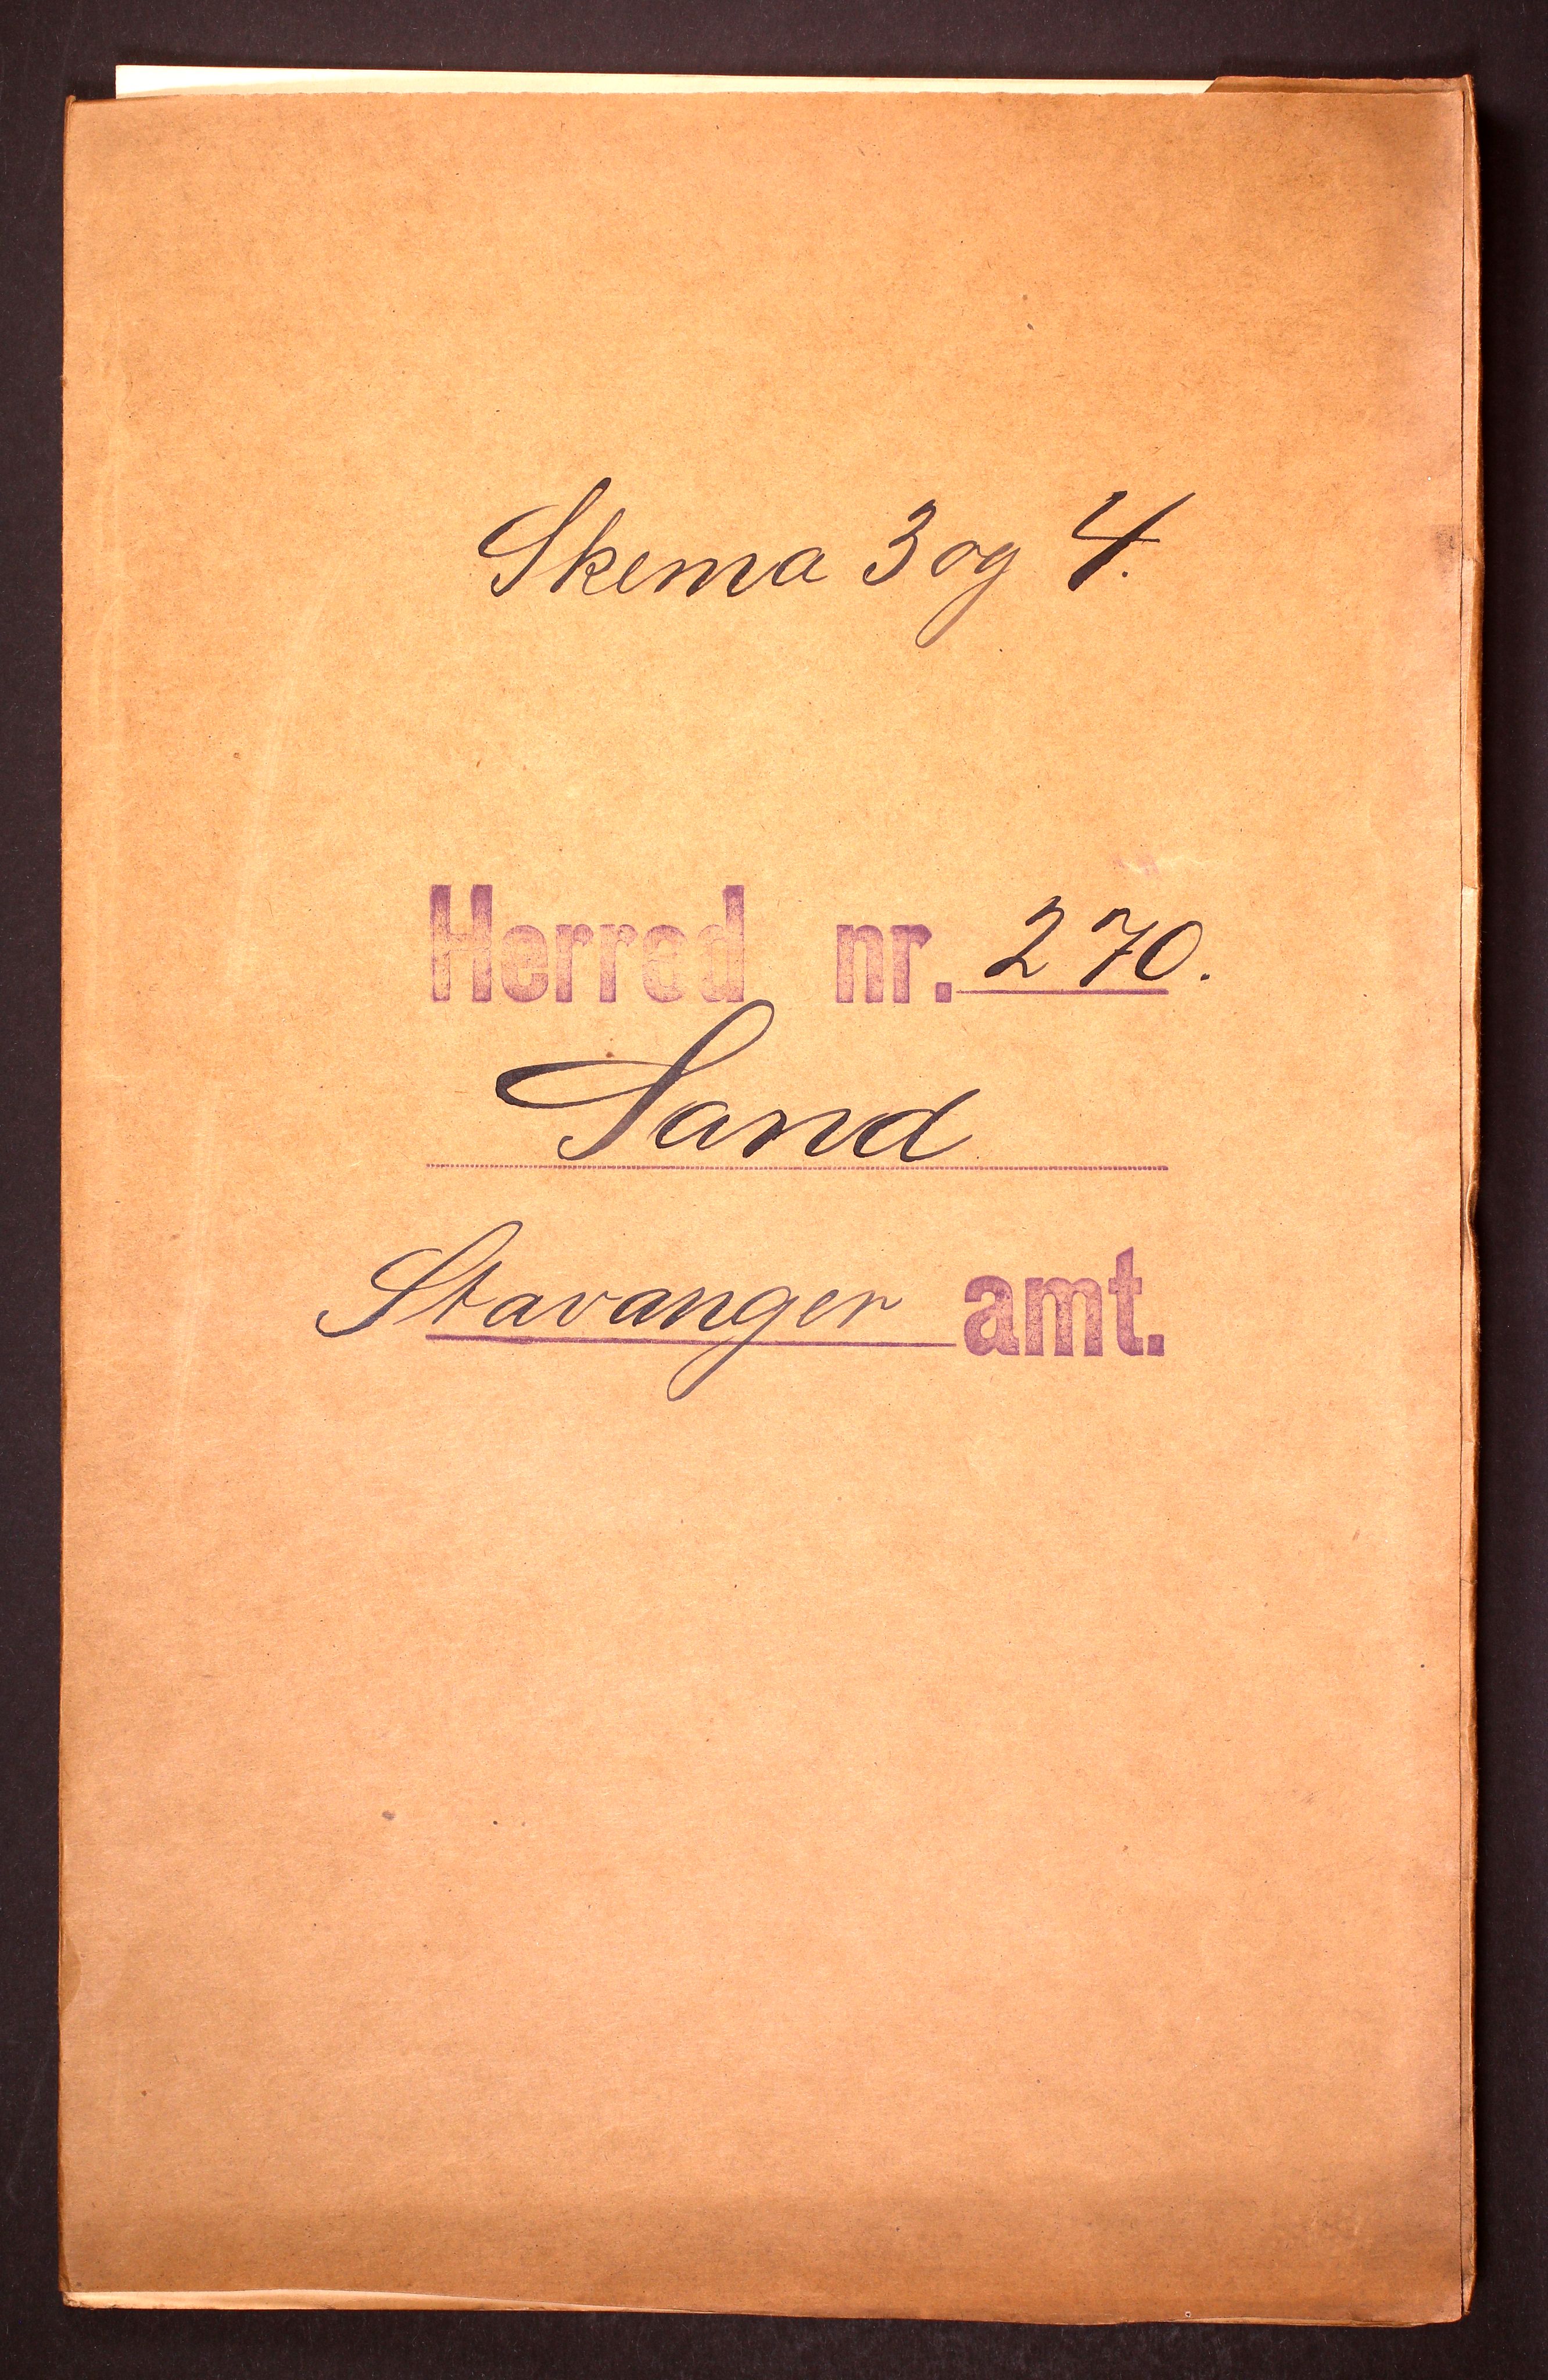 Skema 3 og 4.
Herred nr. 270.
Sand
Stavanger amt.